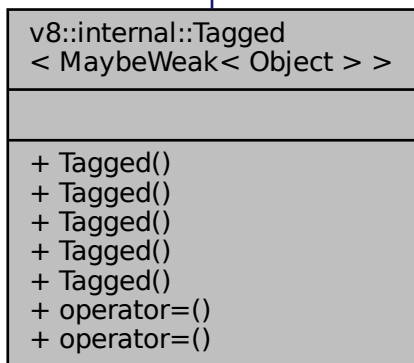 v8::internal::Tagged
< MaybeWeak< Object > >
+ Tagged()
+ Tagged()
+ Tagged()
+ Tagged()
+ Tagged()
+ operator=()
+ operator=()